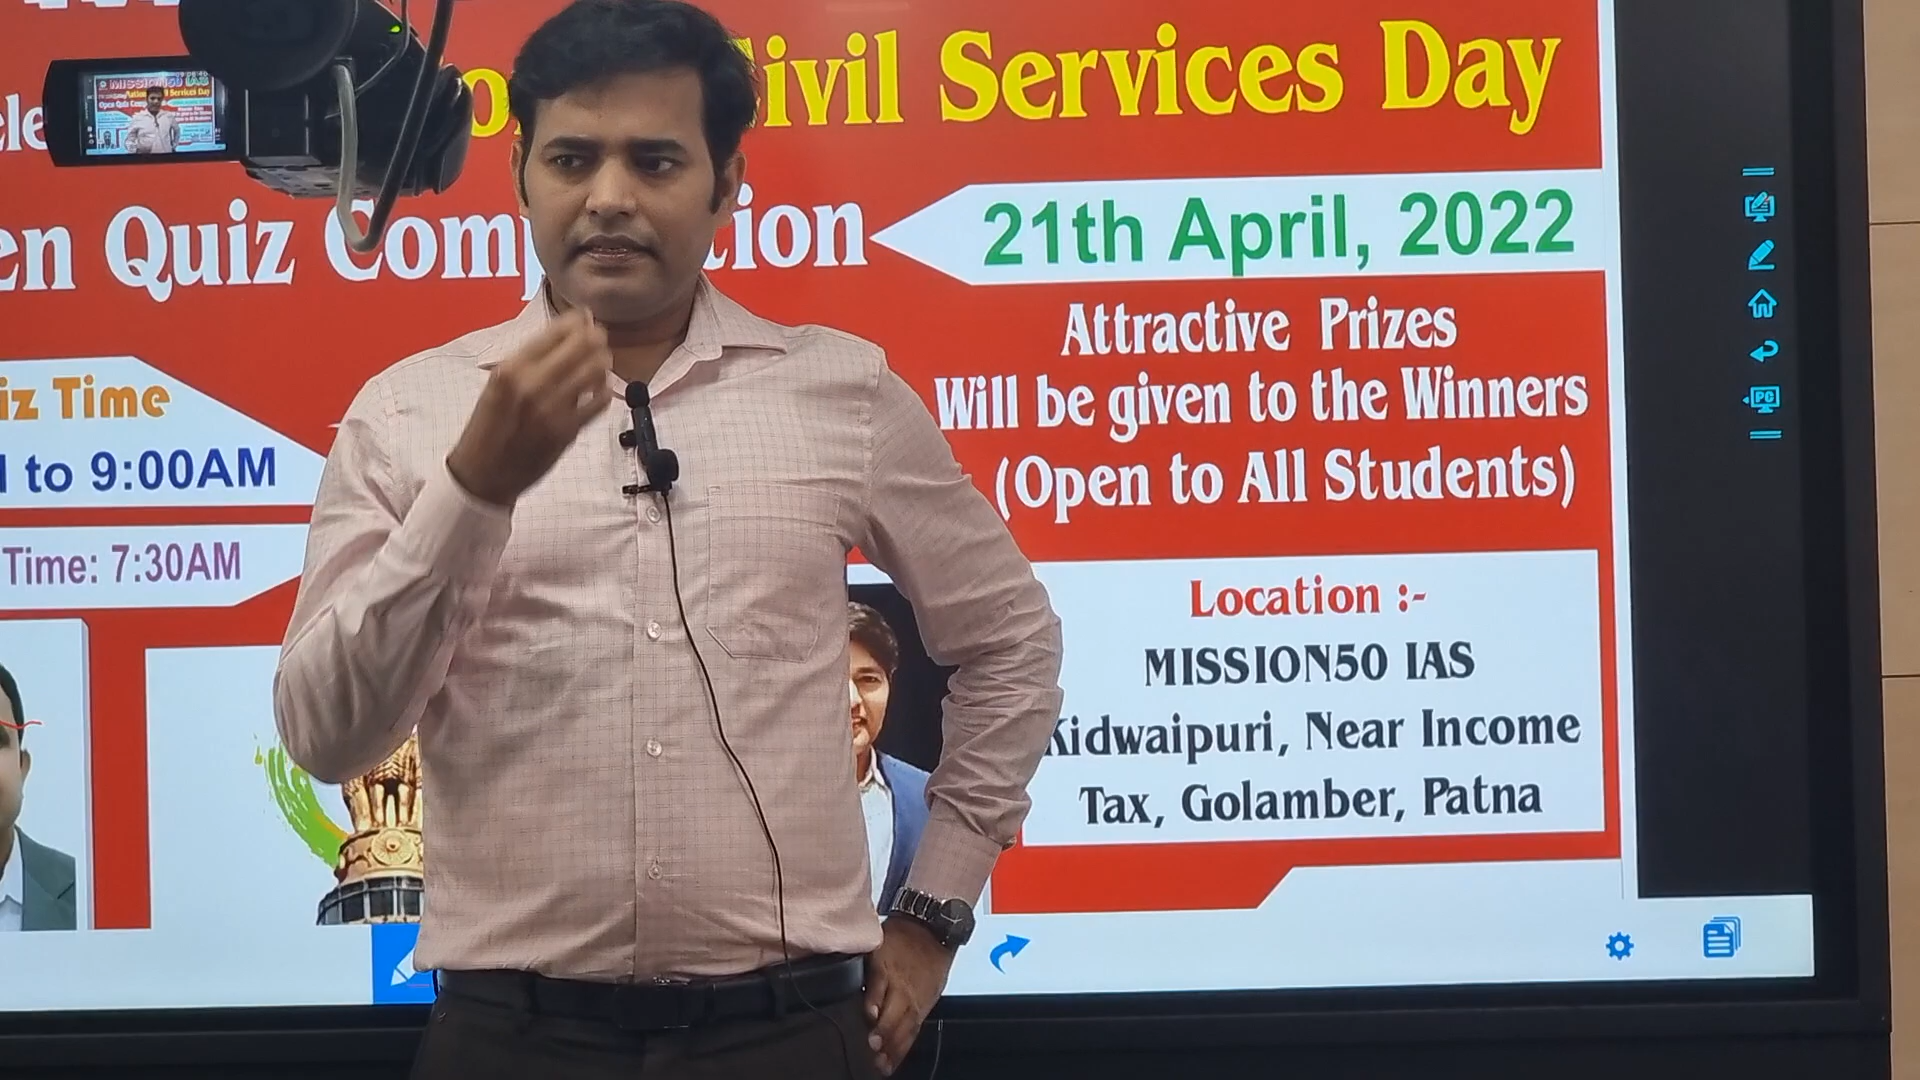 Civil Services Day
Quiz
21th April, 2022
Attractive Prizes
Will be given to the Winners
(Open to All Students)
Time
to 9:00AM
Time: 7:30AM
Location :-
MISSION50 IAS
Kidwaipuri, Near Income
Tax, Golamber, Patna
PC